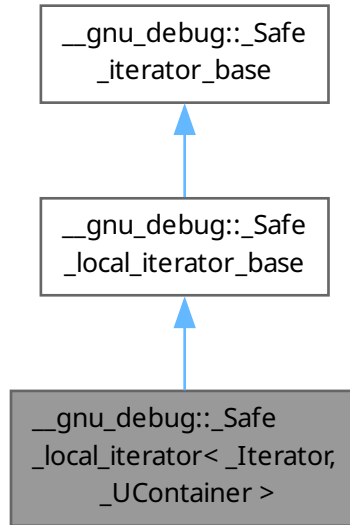 __gnu_debug::_Safe
_iterator_base
__gnu_debug::_Safe
_local_iterator_base
__gnu_debug::_Safe
_local_iterator< _Iterator,
_UContainer >